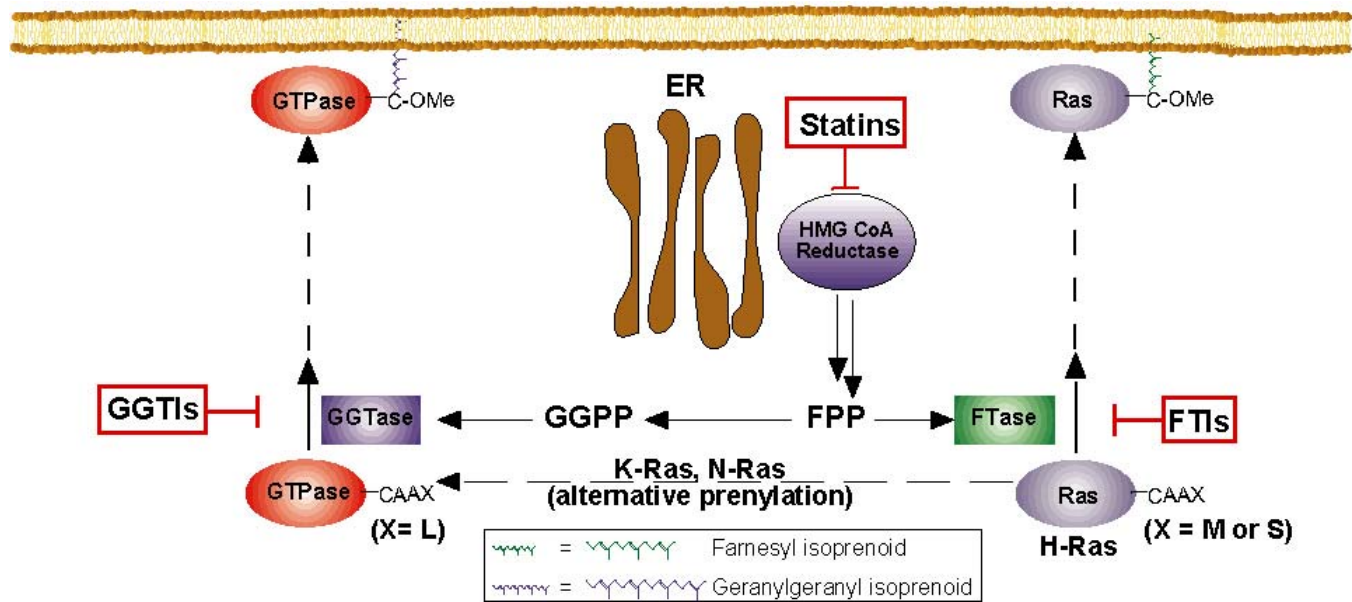 GTPase
C-OMe
ER
Statins
Ras
C-OMe
HMG CoA
Reductase
GGTIs
GGTase
GGPP
FPP
FTase
FTIs
K-Ras, N-Ras
(alternative prenylation)
GTPase
CAAX
(X= L)
Ras
CAAX
(X = M or S)
H-Ras
= Farnesyl isoprenoid
= Geranylgeranyl isoprenoid